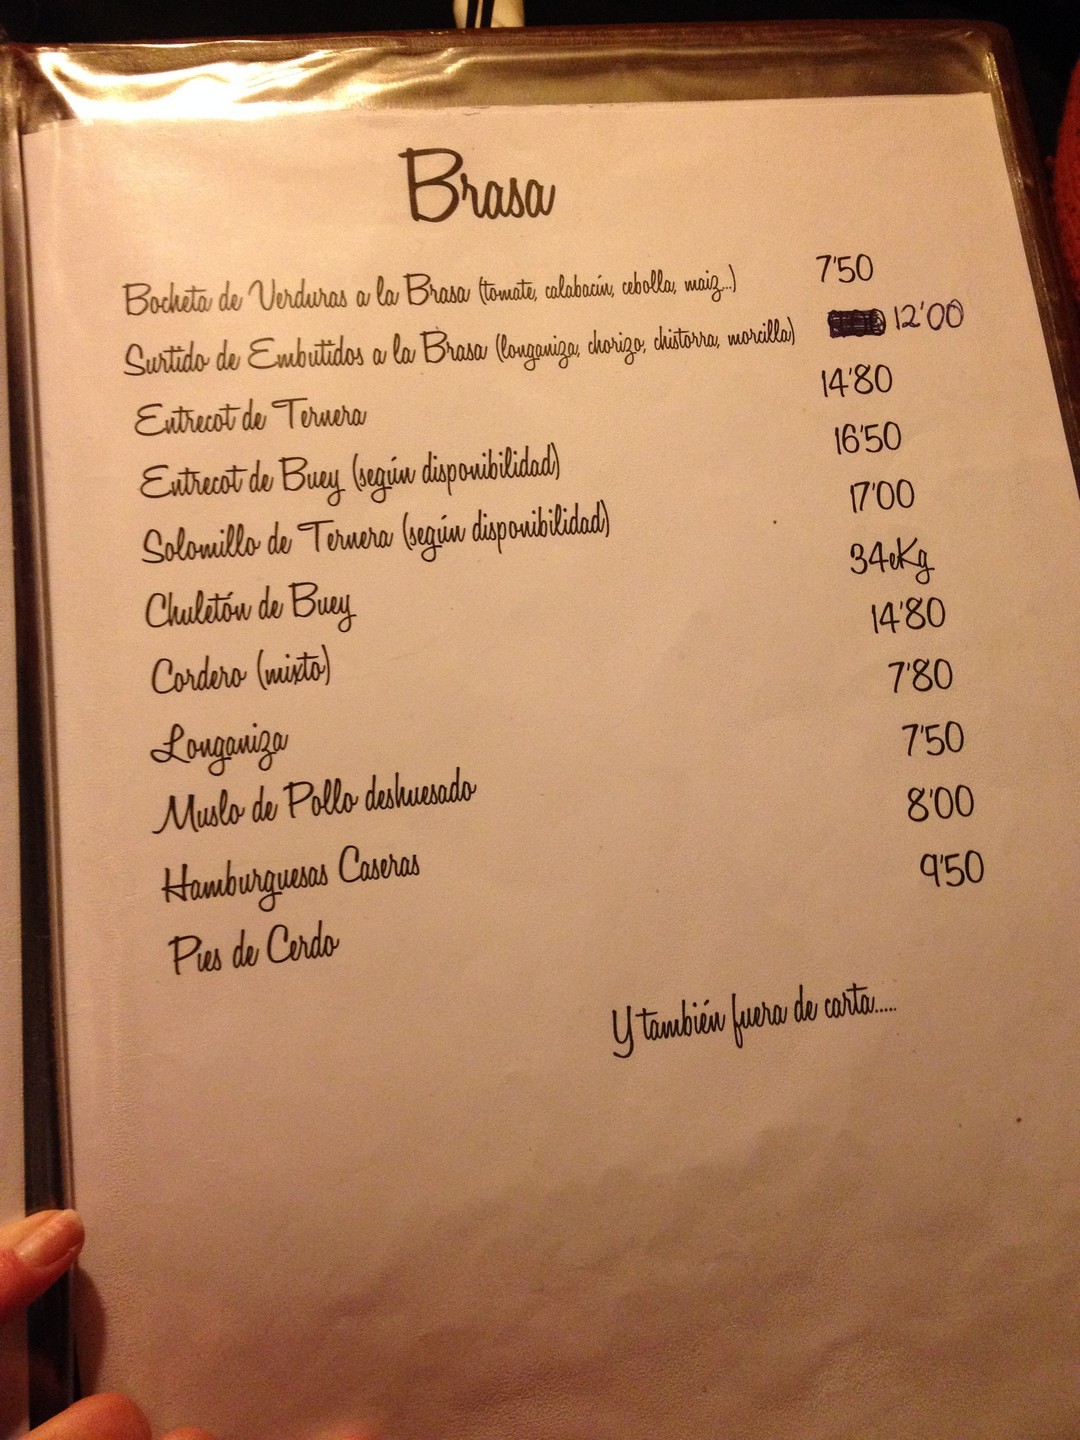 Brasa
Bocheta de Verduras a la Brasa (tomate, calabacín, cebolla, maiz...) 7'50
Surtido de Embutidos a la Brasa (longaniza, chorizo, chistorra, morcilla) 12'00
Entrecot de Ternera 14'80
Entrecot de Buey (según disponibilidad) 16'50
Solomillo de Ternera (según disponibilidad) 17'00
Chuletón de Buey 34eKg
Cordero (mixto) 14'80
Longaniza 7'80
Muslo de Pollo deshuesado 7'50
Hamburguesas Caseras 8'00
Pies de Cerdo 9'50
Y también fuera de carta.....